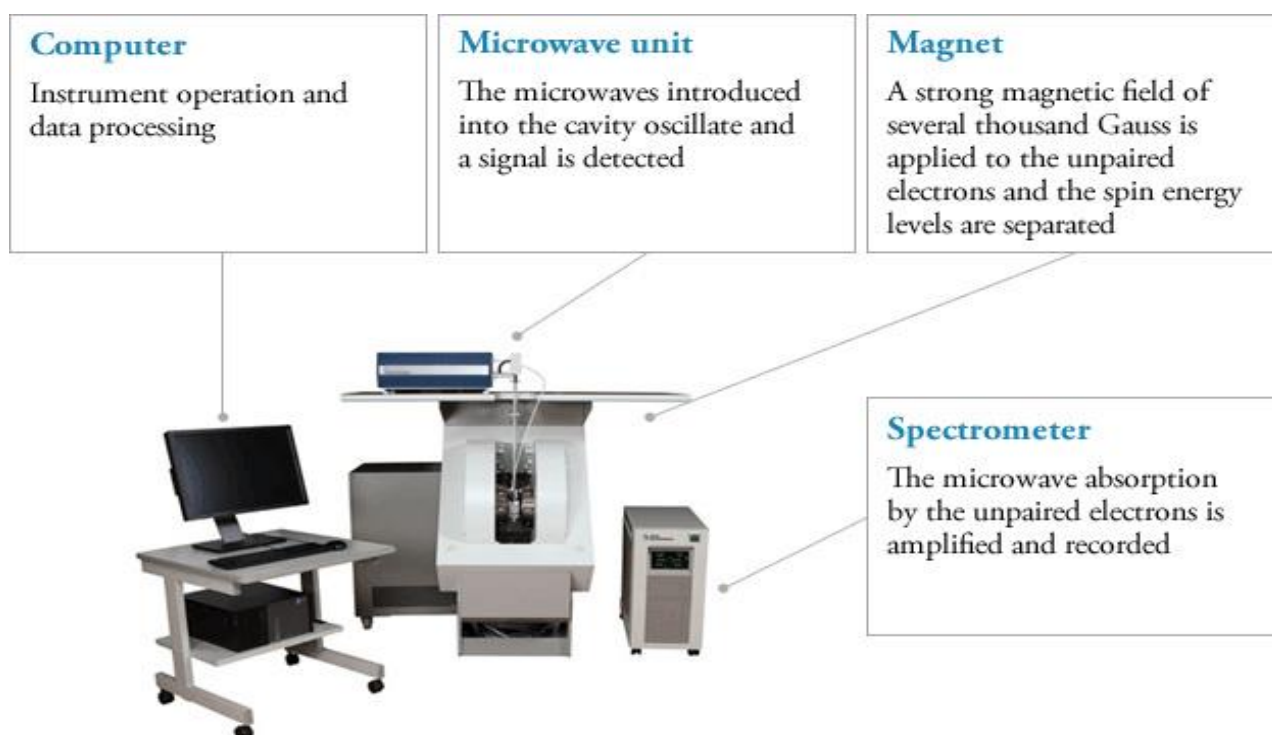 Computer
Instrument operation and
data processing
Microwave unit
The microwaves introduced
into the cavity oscillate and
a signal is detected
Magnet
A strong magnetic field of
several thousand Gauss is
applied to the unpaired
electrons and the spin energy
levels are separated
Spectrometer
The microwave absorption
by the unpaired electrons is
amplified and recorded